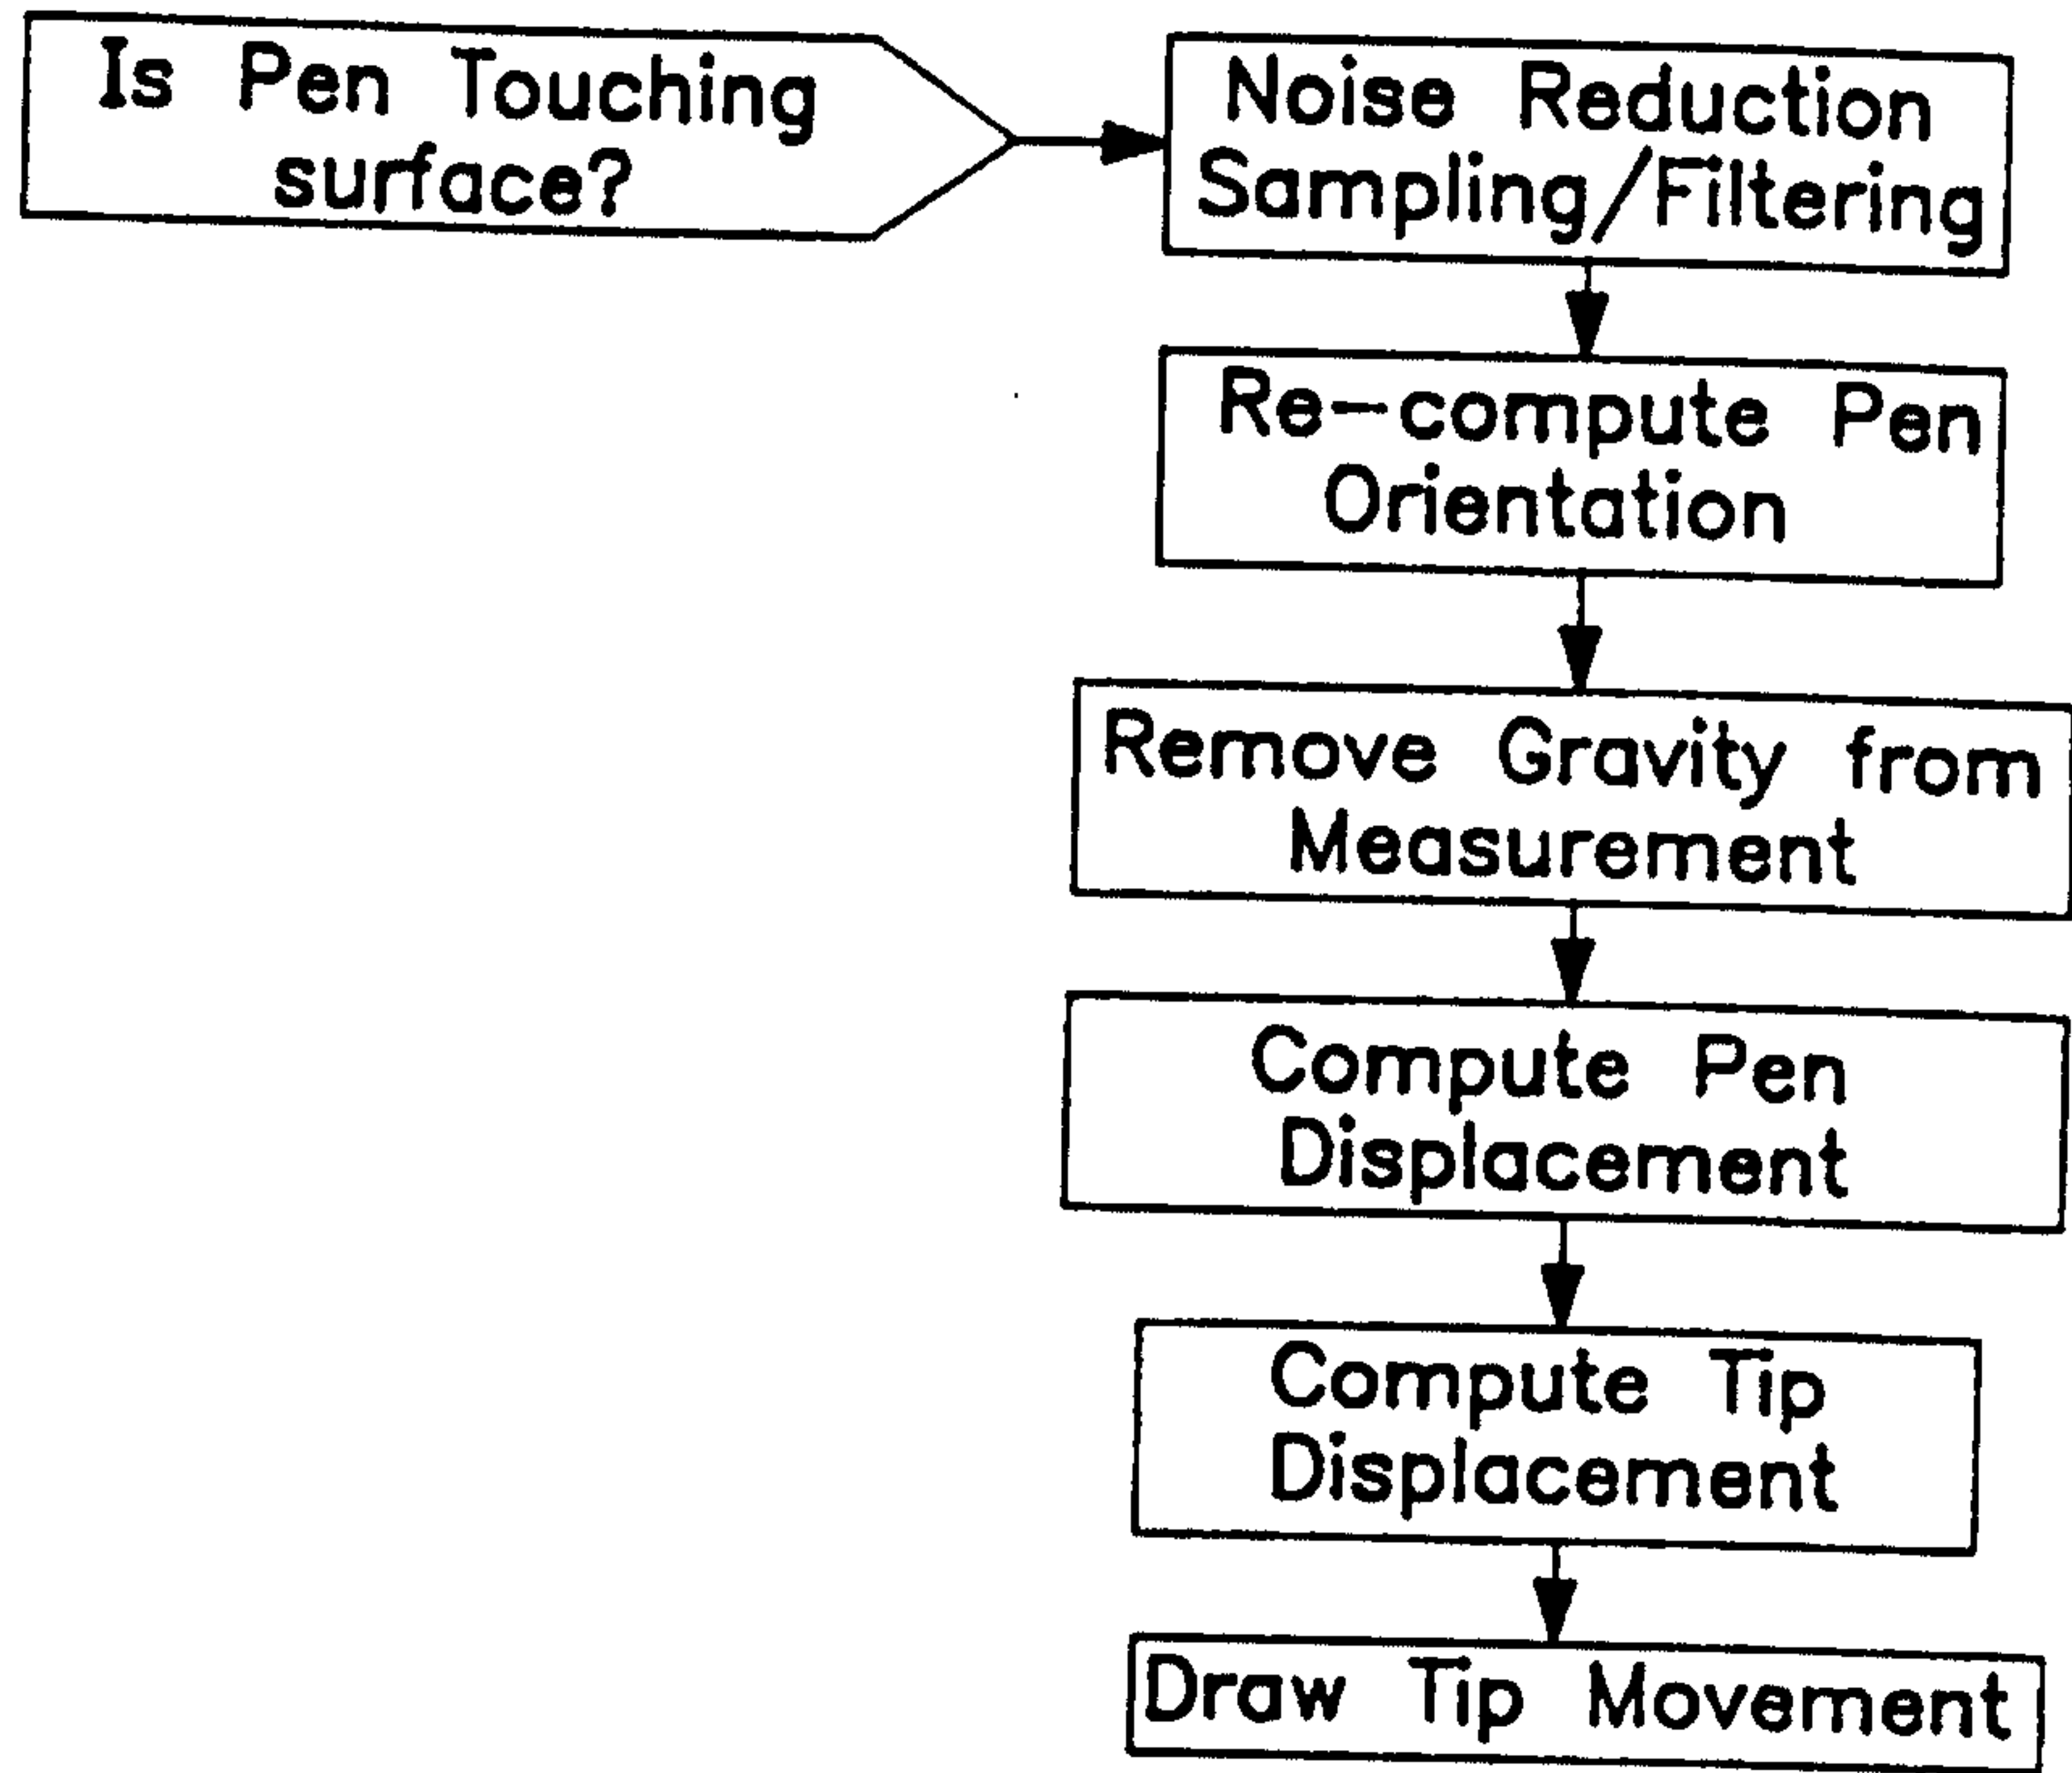 Is Pen Touching
surface?
Noise Reduction
Sampling/Filtering
Re-compute Pen
Orientation
Remove Gravity from
Measurement
Compute Pen
Displacement
Compute Tip
Displacement
Draw Tip Movement